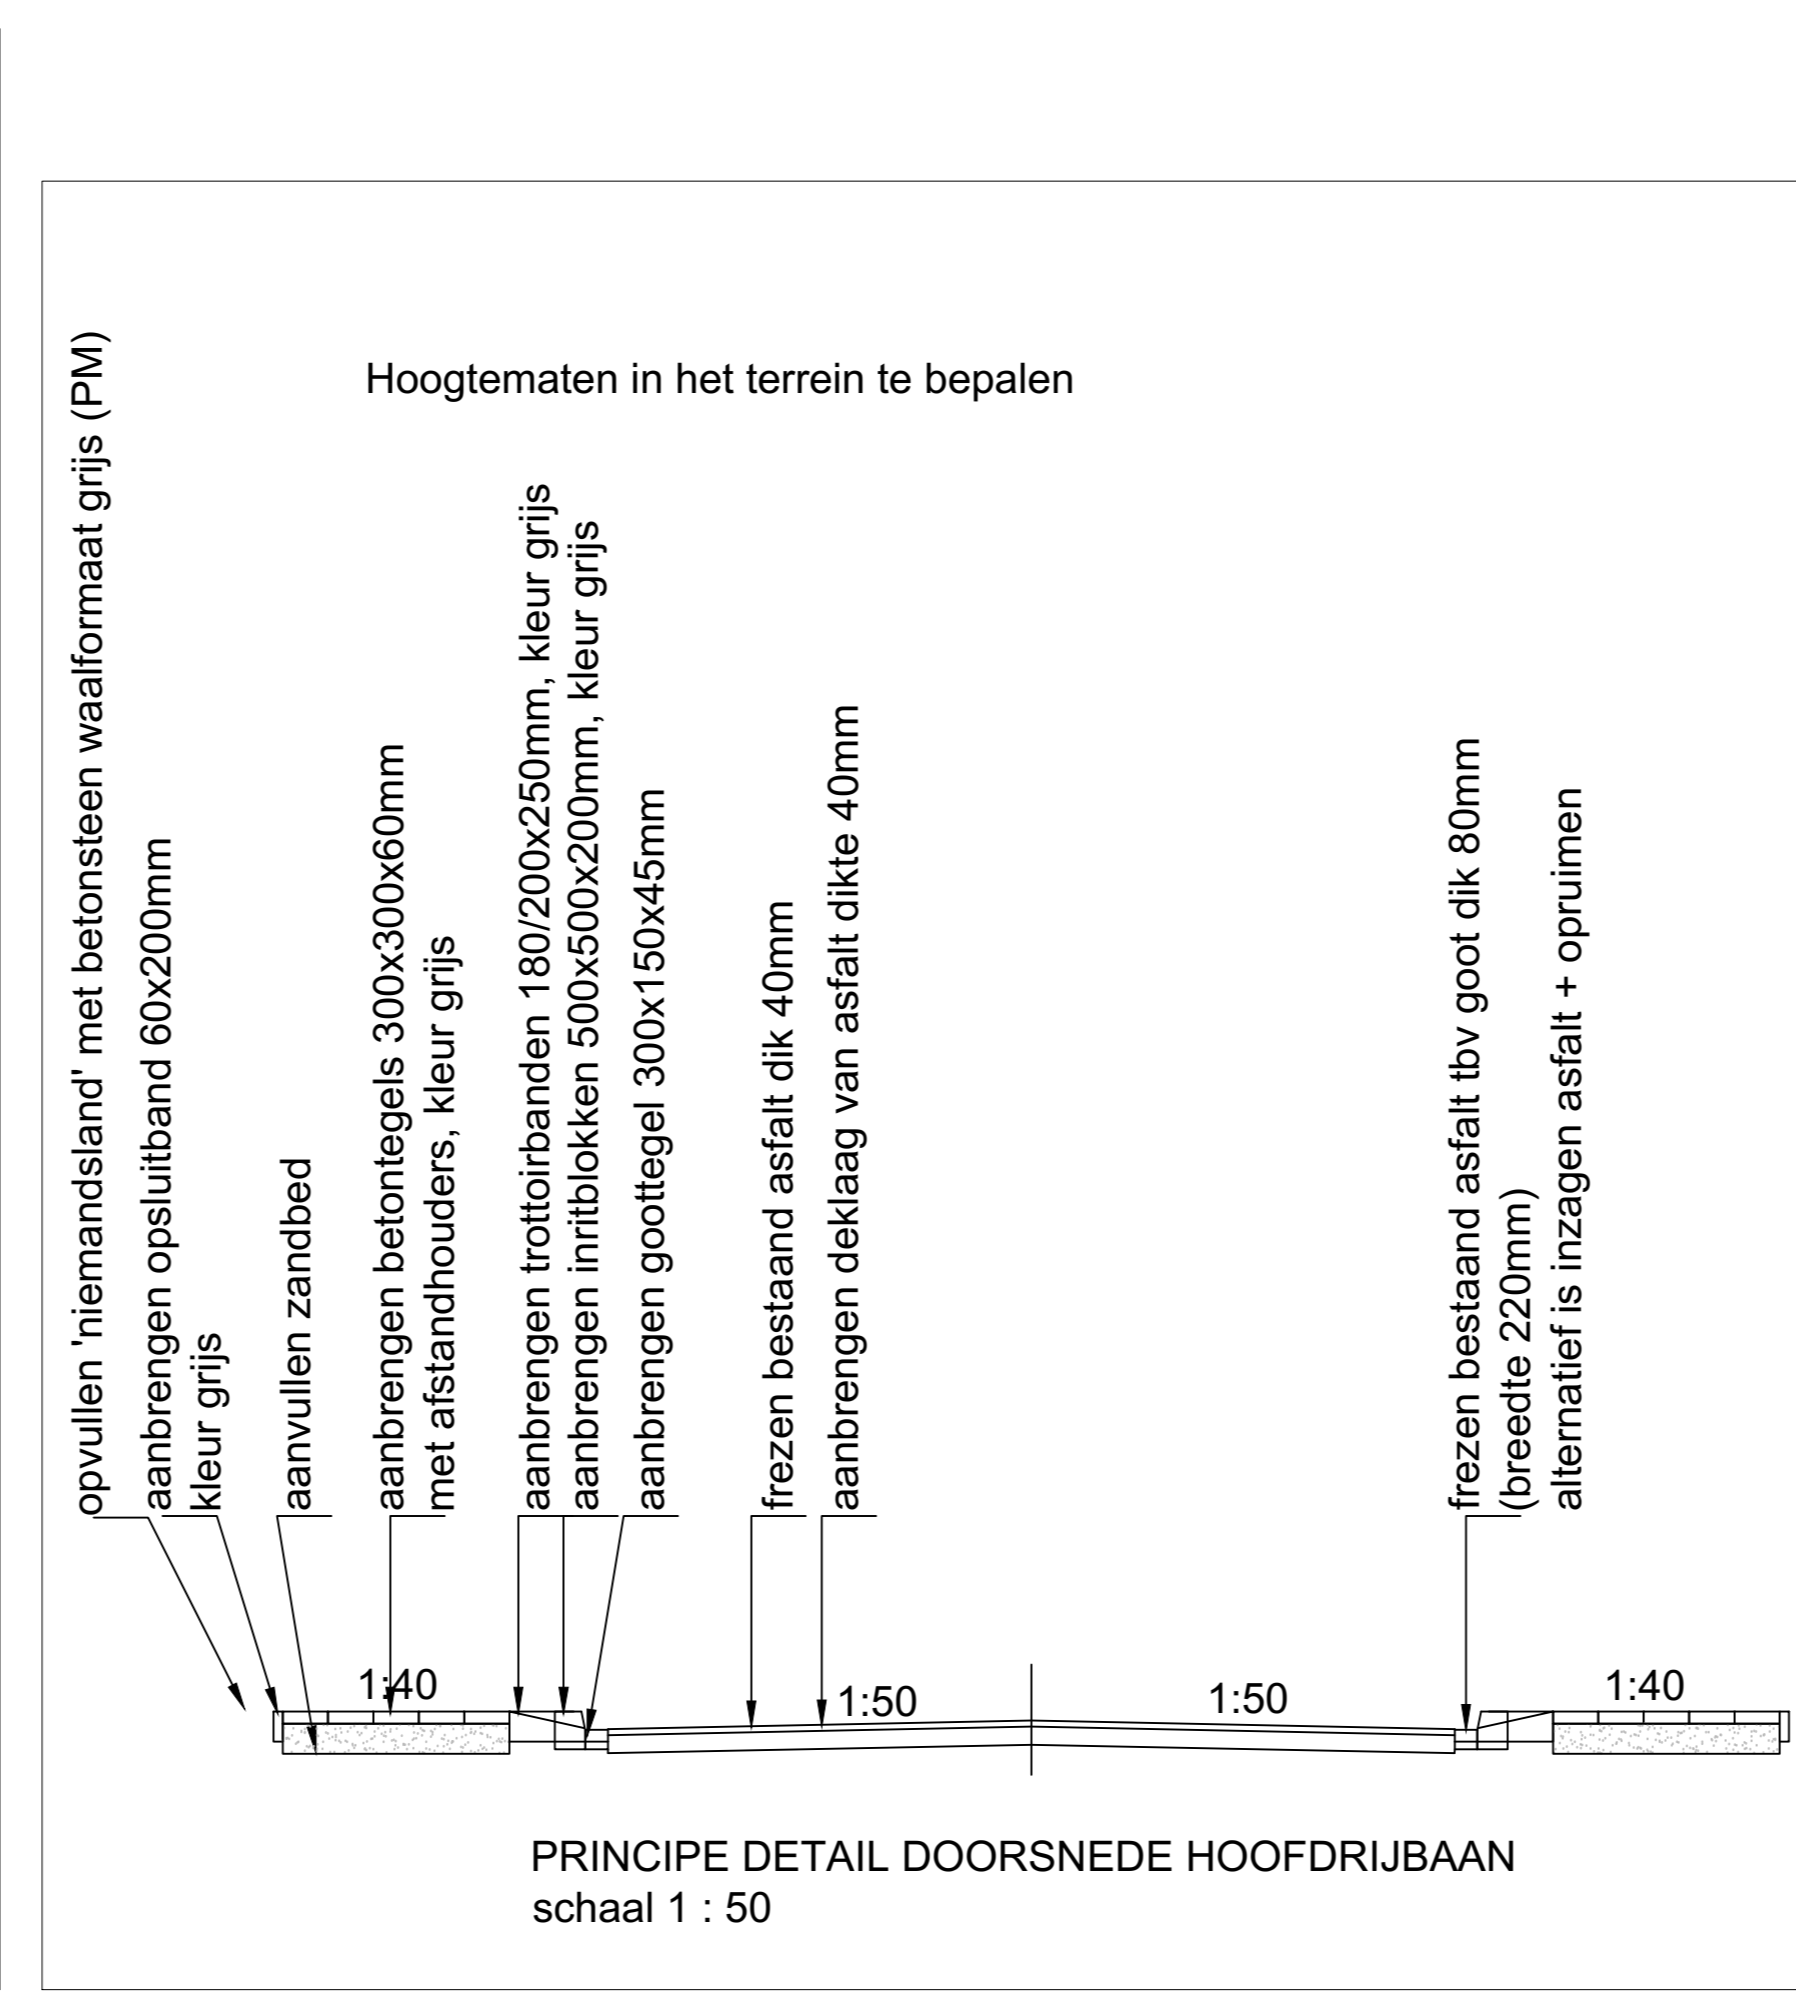 Hoogtematen in het terrein te bepalen
opvullen 'niemandsland' met betonsteen waalformaat grijs (PM)
aanbrengen opsluitband 60x200mm
kleur grijs
aanvullen zandbed
aanbrengen betontegels 300x300x60mm
met afstandhouders, kleur grijs
aanbrengen trottoirbanden 180/200x250mm, kleur grijs
aanbrengen inritblokken 500x500x200mm, kleur grijs
aanbrengen goottegel 300x150x45mm
frezen bestaand asfalt dik 40mm
aanbrengen deklaag van asfalt dikte 40mm
frezen bestaand asfalt tbv goot dik 80mm
(breedte 220mm)
alternatief is inzagen asfalt + opruimen
1:40
1:50
1:50
1:40
PRINCIPE DETAIL DOORSNEDE HOOFDRIJBAAN
schaal 1 : 50